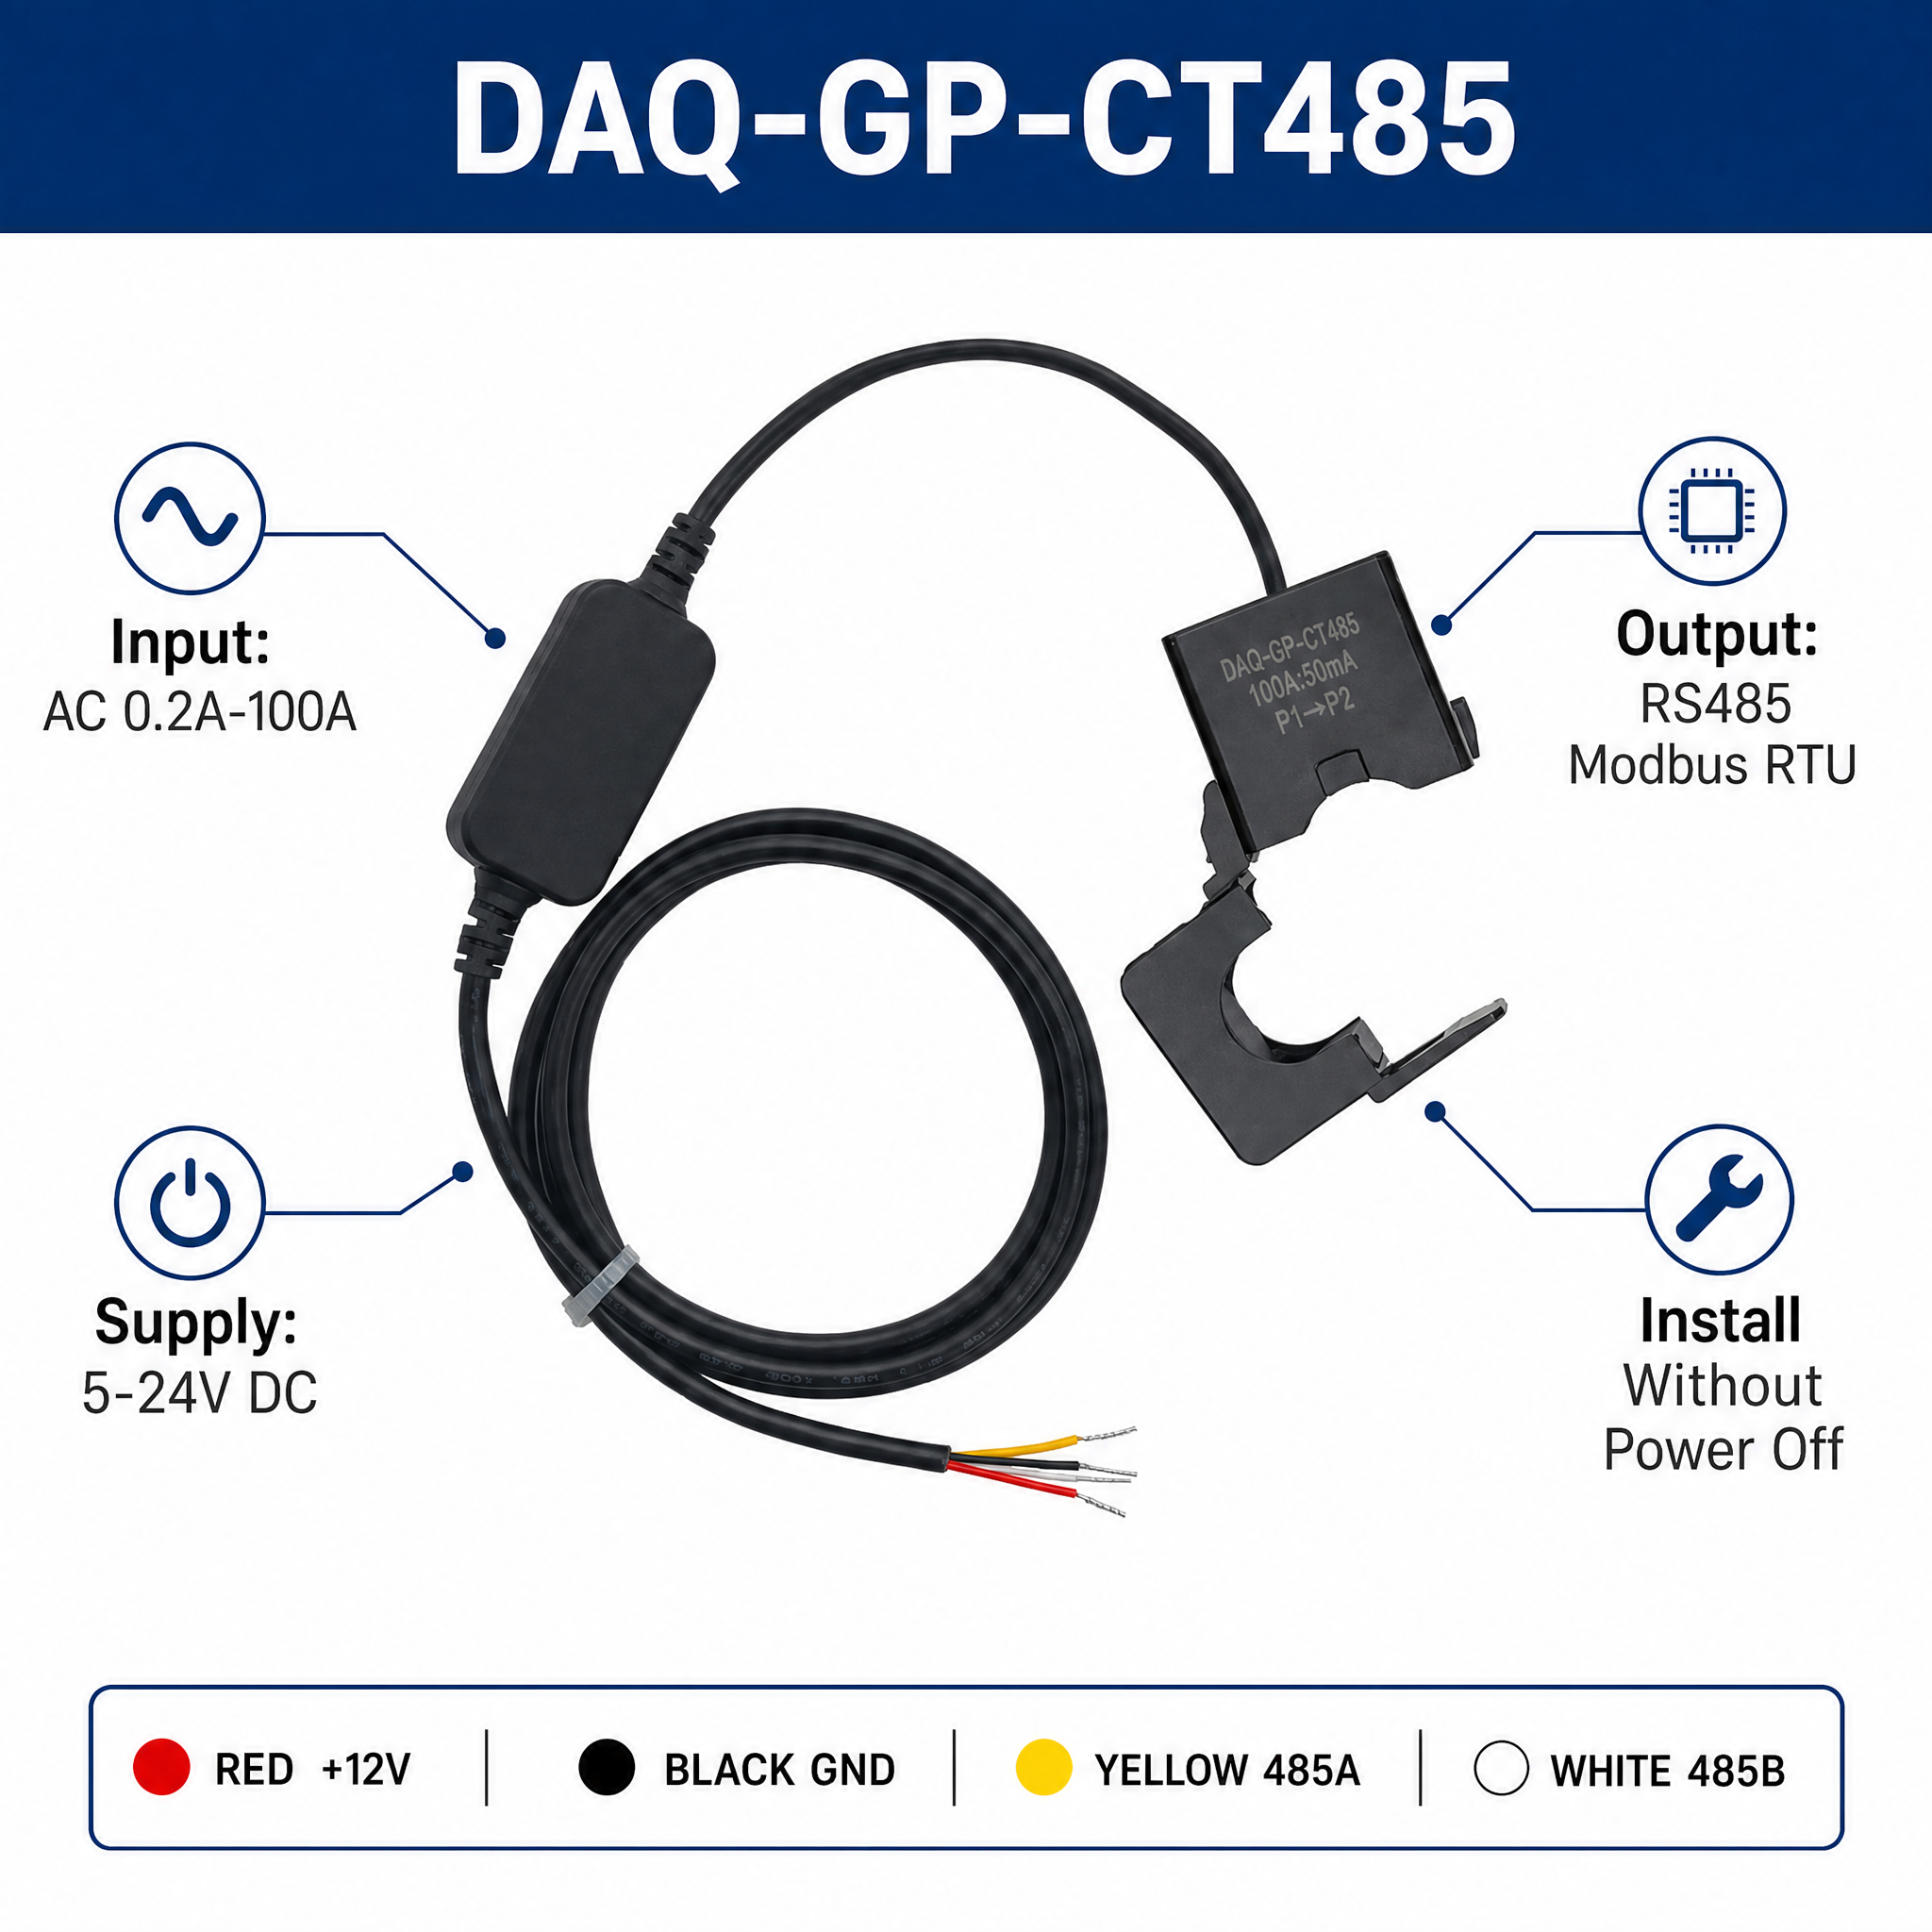 DAQ-GP-CT485
Input:
AC 0.2A-100A
Output:
RS485
Modbus RTU
DAQ-GP-CT485
100A:50mA
P1→P2
Supply:
5-24V DC
Install
Without
Power Off
RED +12V
BLACK GND
YELLOW 485A
WHITE 485B